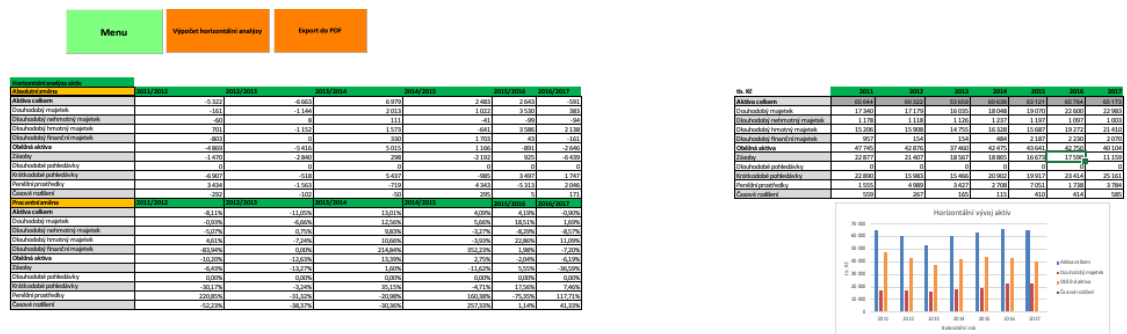 Menu
Výpočet horizontální analýzy
Export do PDF
Horizontální analýza aktiv
Absolutní změna 2011/2012 2012/2013 2013/2014 2014/2015 2015/2016 2016/2017
Aktiva celkem -5 322 -6 663 6 979 2 483 2 643 -591
Dlouhodobý majetek -161 -1 144 2 013 1 022 3 530 383
Dlouhodobý nehmotný majetek -60 8 111 -41 -99 -94
Dlouhodobý hmotný majetek 701 -1 152 1 573 -641 3 586 2 138
Dlouhodobý finanční majetek -803 0 330 1 703 43 -161
Oběžná aktiva -4 869 -5 416 5 015 1 166 -891 -2 646
Zásoby -1 470 -2 840 298 -2 192 925 -6 439
Dlouhodobé pohledávky 0 0 0 0 0 0
Krátkodobé pohledávky -6 907 -518 5 437 -985 3 497 1 747
Peněžní prostředky 3 434 -1 563 -719 4 343 -5 313 2 046
Časové rozlišení -292 -102 -50 295 5 171
Procentní změna 2011/2012 2012/2013 2013/2014 2014/2015 2015/2016 2016/2017
Aktiva celkem -8,11% -11,05% 13,01% 4,09% 4,19% -0,90%
Dlouhodobý majetek -0,93% -6,66% 12,56% 5,66% 18,51% 1,69%
Dlouhodobý nehmotný majetek -5,07% 0,75% 9,83% -3,27% -8,29% -8,57%
Dlouhodobý hmotný majetek 4,61% -7,24% 10,66% -3,93% 22,86% 11,09%
Dlouhodobý finanční majetek -83,94% 0,00% 214,84% 352,23% 1,98% -7,20%
Oběžná aktiva -10,20% -12,63% 13,39% 2,75% -2,04% -6,19%
Zásoby -6,43% -13,27% 1,60% -11,62% 5,55% -36,59%
Dlouhodobé pohledávky 0,00% 0,00% 0,00% 0,00% 0,00% 0,00%
Krátkodobé pohledávky -30,17% -3,24% 35,15% -4,71% 17,56% 7,46%
Peněžní prostředky 220,85% -31,32% -20,98% 160,38% -75,35% 117,71%
Časové rozlišení -52,23% -38,37% -30,36% 257,33% 1,14% 41,33%
tis. Kč 2011 2012 2013 2014 2015 2016 2017
Aktiva celkem 65 644 60 322 53 659 60 638 63 121 65 764 65 173
Dlouhodobý majetek 17 340 17 179 16 035 18 048 19 070 22 600 22 983
Dlouhodobý nehmotný majetek 1 178 1 118 1 126 1 237 1 197 1 097 1 003
Dlouhodobý hmotný majetek 15 206 15 908 14 755 16 328 15 687 19 272 21 410
Dlouhodobý finanční majetek 957 154 154 484 2 187 2 230 2 070
Oběžná aktiva 47 745 42 876 37 460 42 475 43 641 42 750 40 104
Zásoby 22 877 21 407 18 567 18 865 16 673 17 598 11 159
Dlouhodobé pohledávky 0 0 0 0 0 0 0
Krátkodobé pohledávky 22 890 15 983 15 466 20 902 19 917 23 414 25 161
Peněžní prostředky 1 555 4 989 3 427 2 708 7 051 1 738 3 784
Časové rozlišení 559 267 165 115 410 414 585
Horizontální vývoj aktiv
70 000
60 000
50 000
40 000
30 000
20 000
10 000
0
tis. Kč
2011 2012 2013 2014 2015 2016 2017
Kalendářní rok
Aktiva celkem
Dlouhodobý majetek
Oběžná aktiva
Časové rozlišení